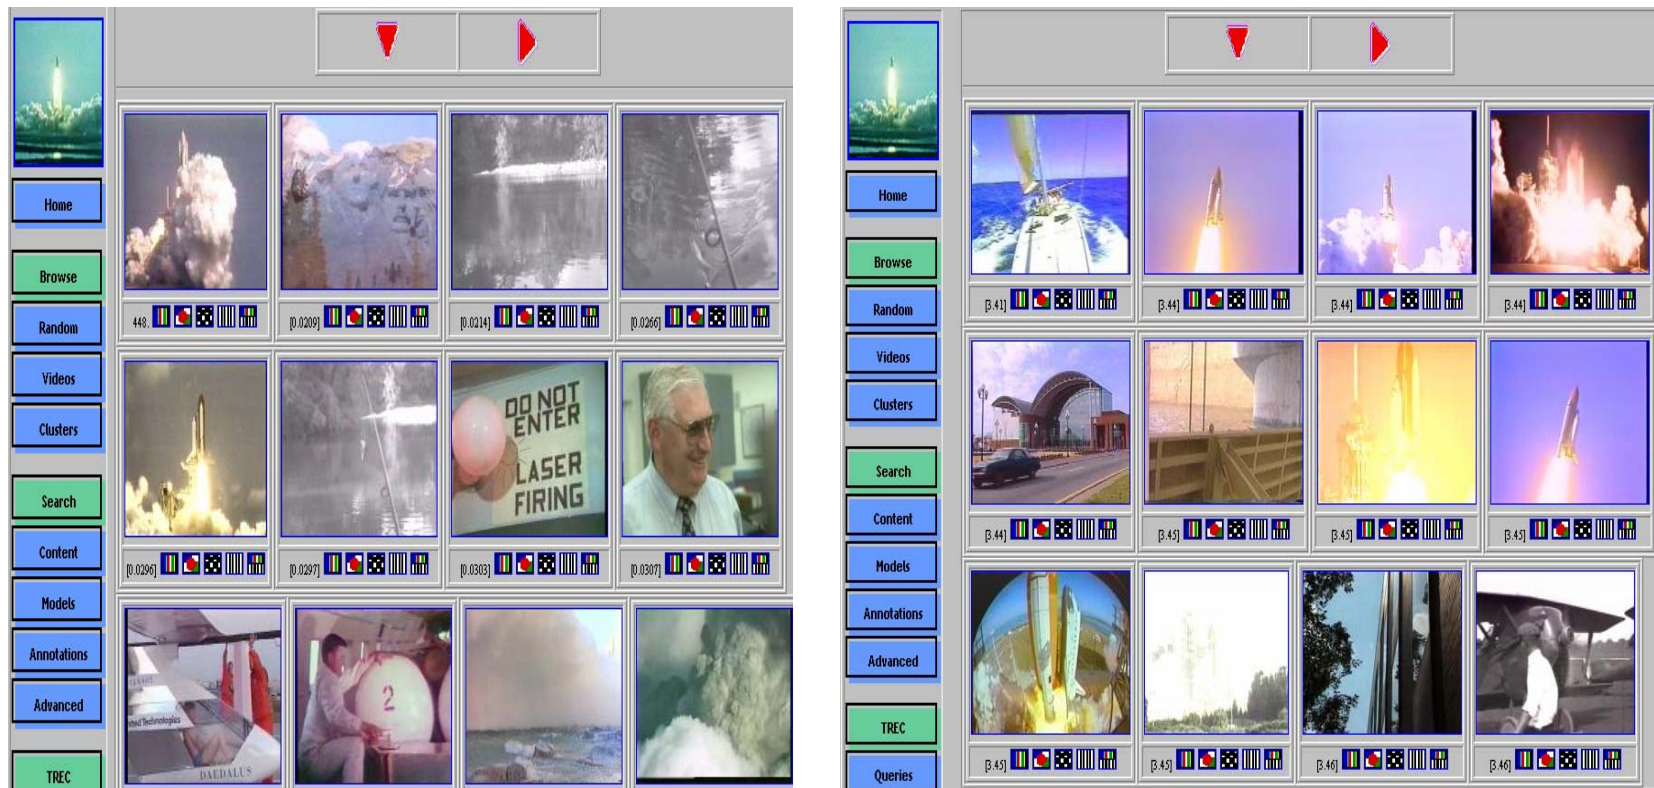 Home
Browse
Random
Videos
Clusters
Search
Content
Models
Annotations
Advanced
TREC
448.
[0.0209]
[0.0214]
[0.0266]
DO NOT
ENTER
LASER
FIRING
[0.0296]
[0.0297]
[0.0303]
[0.0307]
United Technologies
2
DAEDALUS
Home
Browse
Random
Videos
Clusters
Search
Content
Models
Annotations
Advanced
TREC
Queries
[3.41]
[3.44]
[3.44]
[3.44]
[3.44]
[3.45]
[3.45]
[3.45]
[3.45]
[3.45]
[3.46]
[3.46]